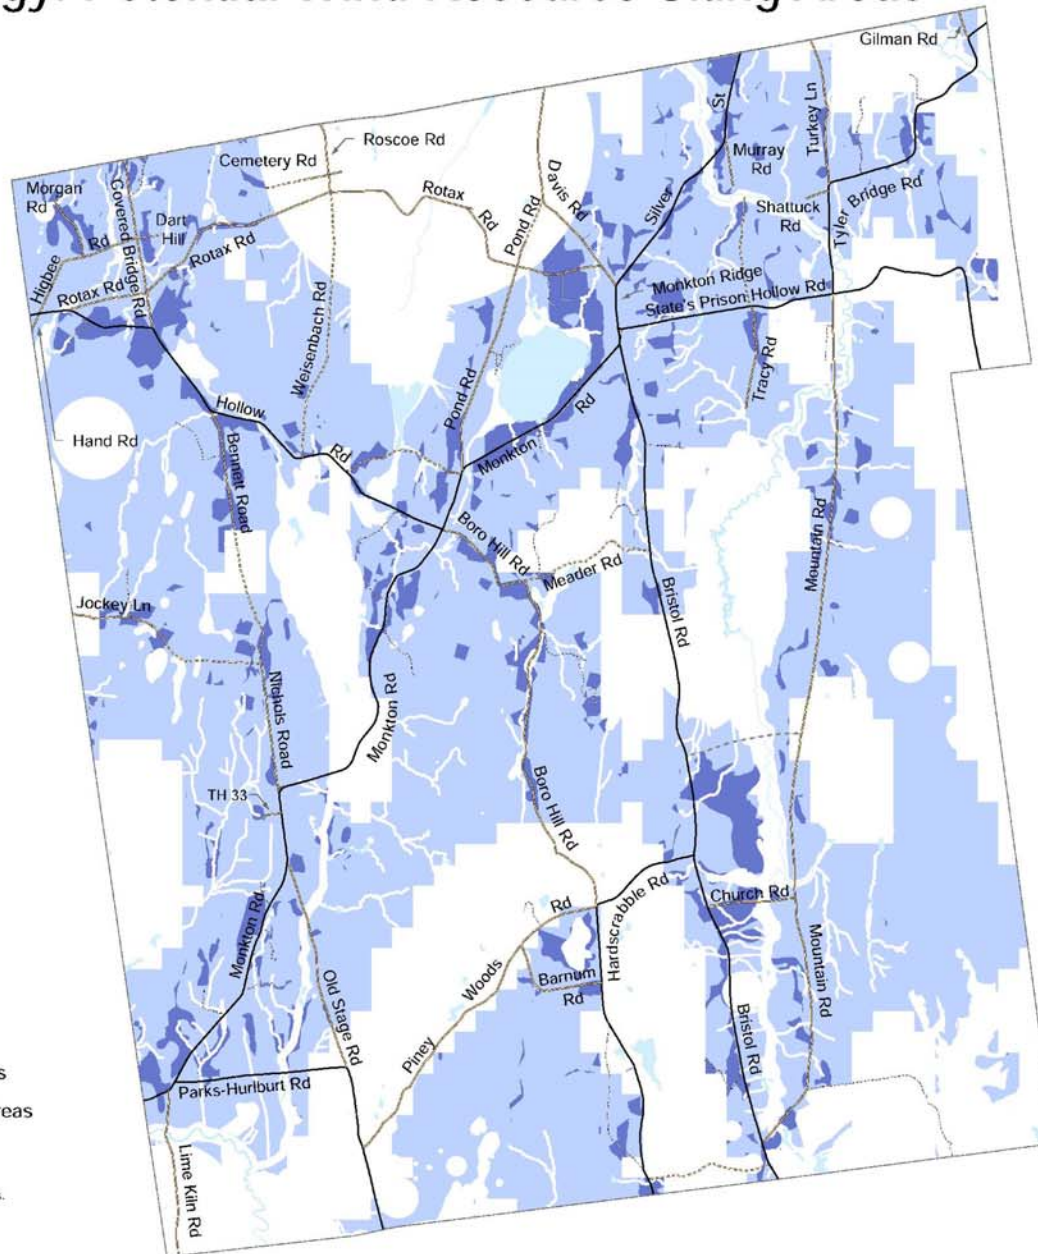 Gilman Rd
Roscoe Rd
Cemetery Rd
St
Turkey Ln
Murray
Rd
Morgan
Rd
Covered Bridge Rd
Dart
Hill
Rd
Higbee
Rotax Rd
Rotax Rd
Rotax
Rd
Davis Rd
Pond Rd
Silver
Shattuck
Rd
Tyler Bridge Rd
Monkton Ridge
State's Prison Hollow Rd
Weisenbach Rd
Tracy Rd
Pond Rd
Hollow
Rd
Monkton
Rd
Hand Rd
Bennett Road
Boro Hill Rd
Meader Rd
Mountain Rd
Bristol Rd
Jockey Ln
Nichols Road
Monkton Rd
TH 33
Boro Hill Rd
Church Rd
Hardscrabble Rd
Rd
Woods
Piney
Barnum
Rd
Monkton Rd
Old Stage Rd
Mountain Rd
Bristol Rd
Parks-Hurlburt Rd
Lime Kiln Rd